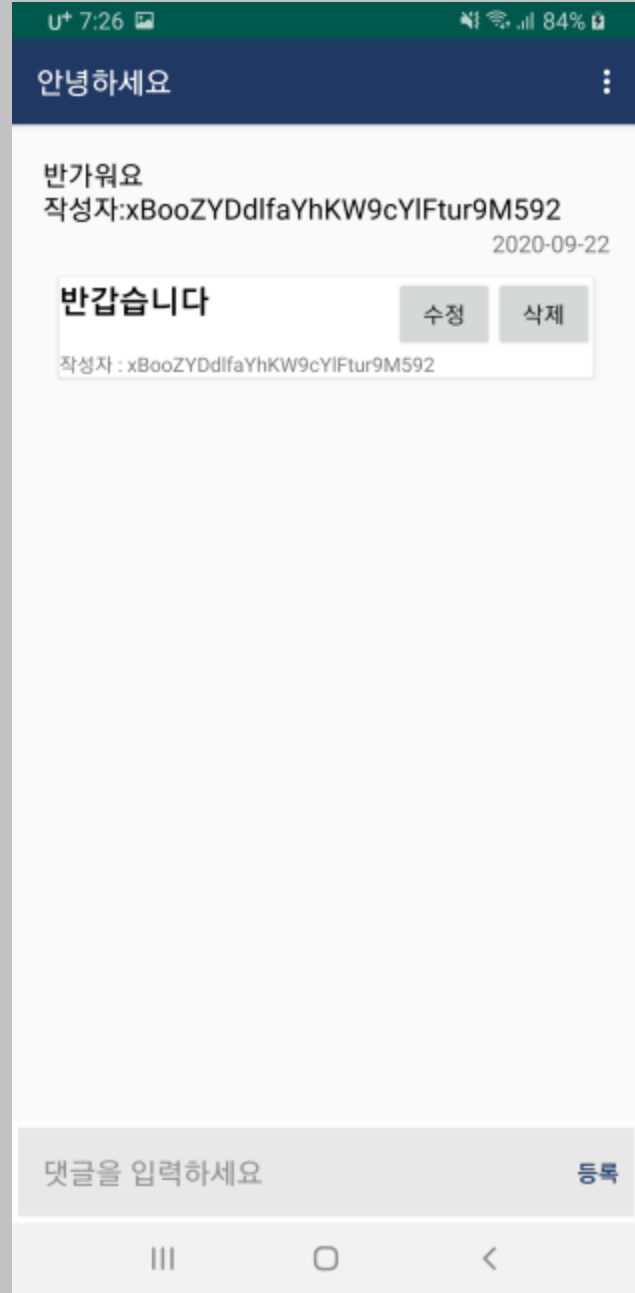 U+ 7:26 84%
안녕하세요
반가워요
작성자:xBooZYDdlfaYhKW9cYlFtur9M592
2020-09-22
반갑습니다 수정 삭제
작성자 : xBooZYDdlfaYhKW9cYlFtur9M592
댓글을 입력하세요 등록